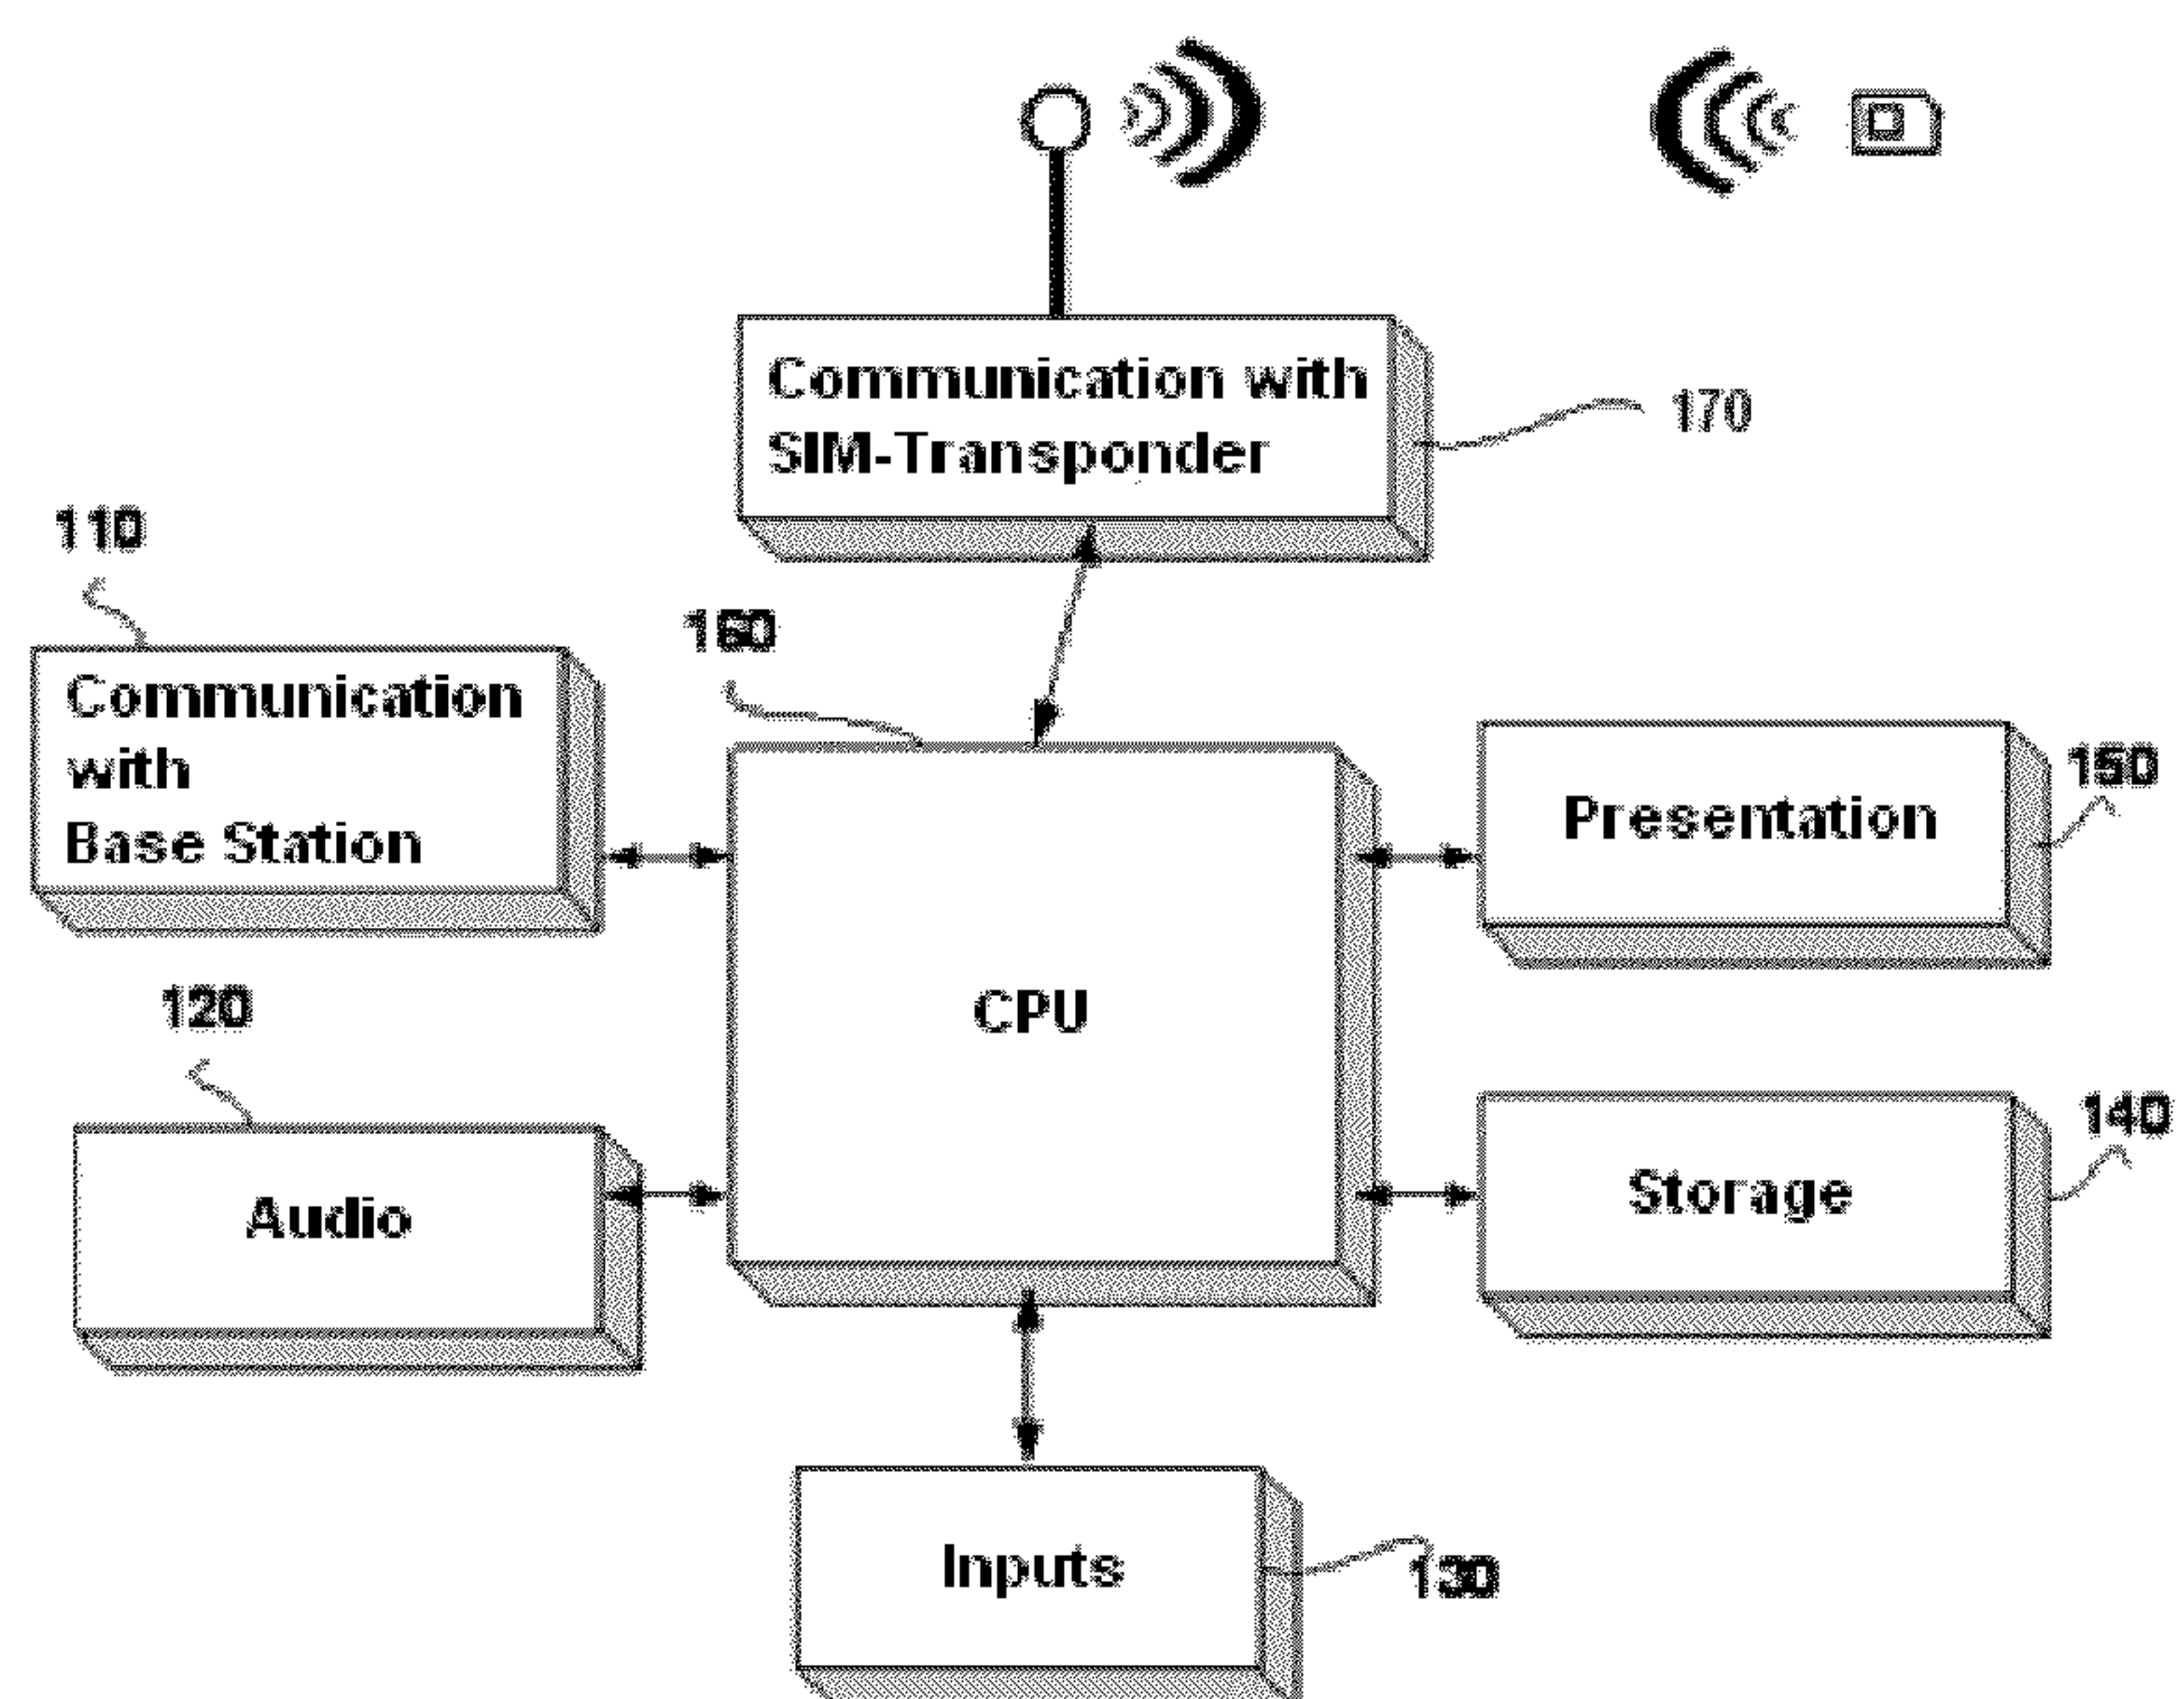 Communication with
SIM-Transponder
170
110
160
Communication
with
Base Station
Presentation
150
CPU
120
Audio
Storage
140
Inputs
130